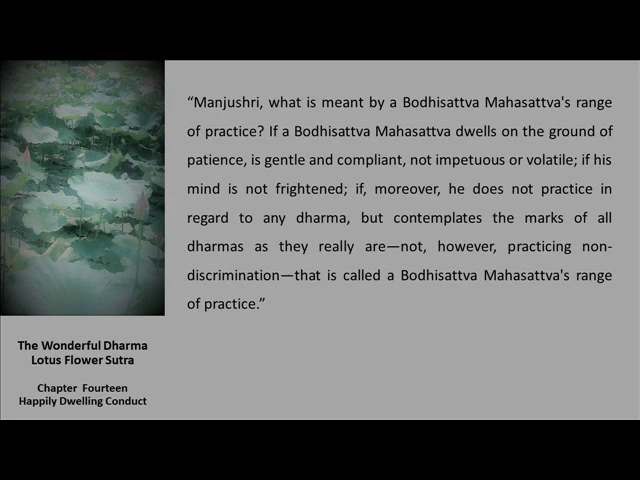 “Manjushri, what is meant by a Bodhisattva Mahasattva's range
of practice? If a Bodhisattva Mahasattva dwells on the ground of
patience, is gentle and compliant, not impetuous or volatile; if his
mind is not frightened; if, moreover, he does not practice in
regard to any dharma, but contemplates the marks of all
dharmas as they really are—not, however, practicing non-
discrimination—that is called a Bodhisattva Mahasattva's range
of practice.”
The Wonderful Dharma
Lotus Flower Sutra
Chapter Fourteen
Happily Dwelling Conduct